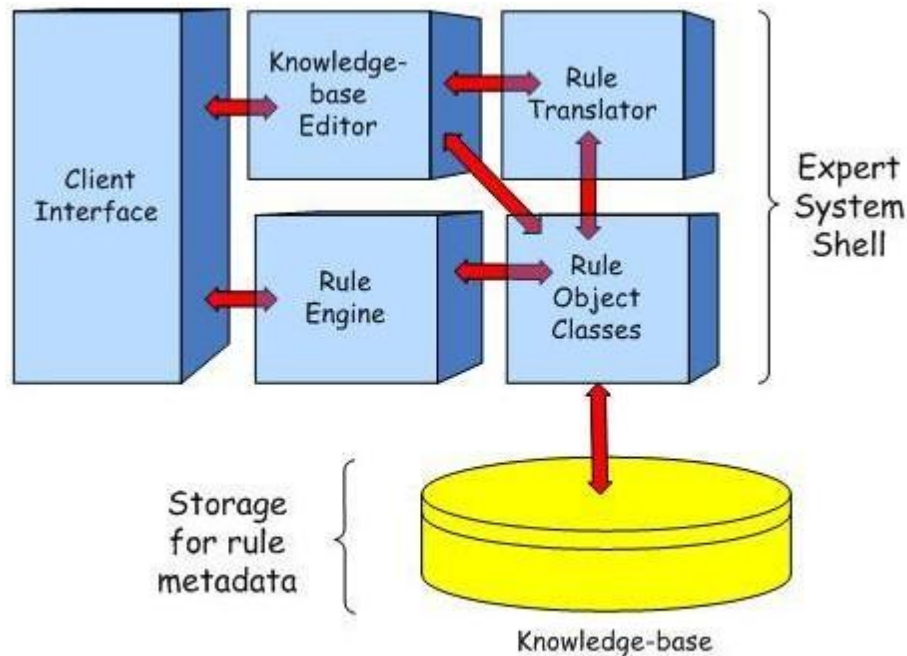 Client
Interface
Knowledge-
base
Editor
Rule
Translator
Rule
Engine
Rule
Object
Classes
Expert
System
Shell
Storage
for rule
metadata
Knowledge-base